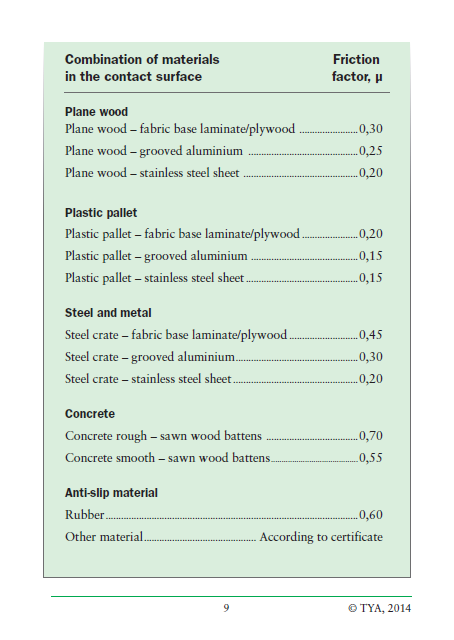 Combination of materials Friction
in the contact surface factor, µ
Plane wood
Plane wood – fabric base laminate/plywood ........................0,30
Plane wood – grooved aluminium ........................0,25
Plane wood – stainless steel sheet ........................0,20
Plastic pallet
Plastic pallet – fabric base laminate/plywood ........................0,20
Plastic pallet – grooved aluminium ........................0,15
Plastic pallet – stainless steel sheet ........................0,15
Steel and metal
Steel crate – fabric base laminate/plywood ........................0,45
Steel crate – grooved aluminium........................0,30
Steel crate – stainless steel sheet ........................0,20
Concrete
Concrete rough – sawn wood battens ........................0,70
Concrete smooth – sawn wood battens........................0,55
Anti-slip material
Rubber........................0,60
Other material........................ According to certificate
9 © TYA, 2014